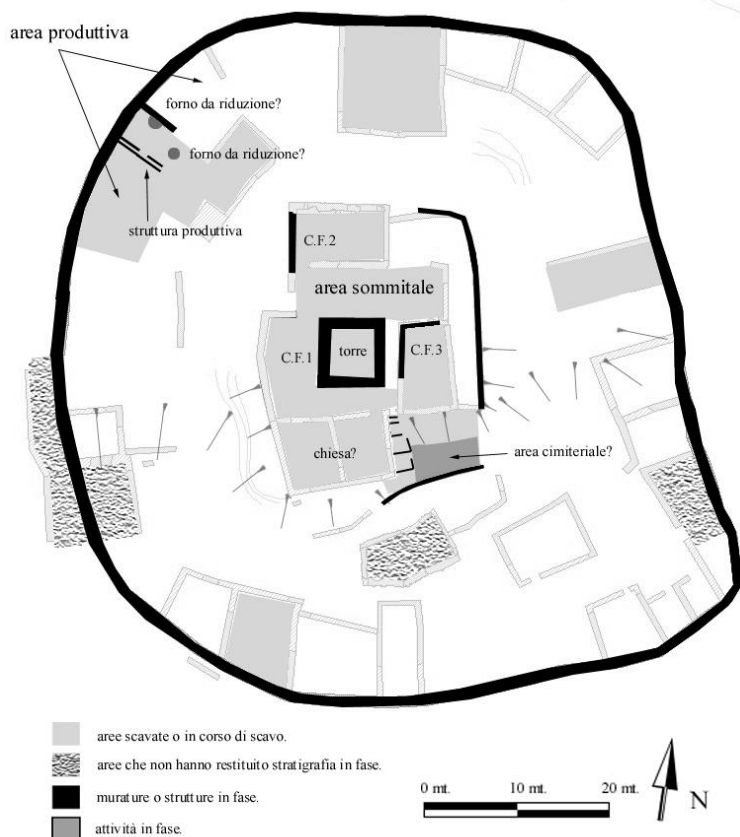 area produttiva
forno da riduzione?
forno da riduzione?
struttura produttiva
C.F.2
area sommitale
C.F.1
torre
C.F.3
chiesa?
area cimiteriale?
aree scavate o in corso di scavo.
aree che non hanno restituito stratigrafia in fase.
murature o strutture in fase.
attività in fase.
0 mt.
10 mt.
20 mt.
N